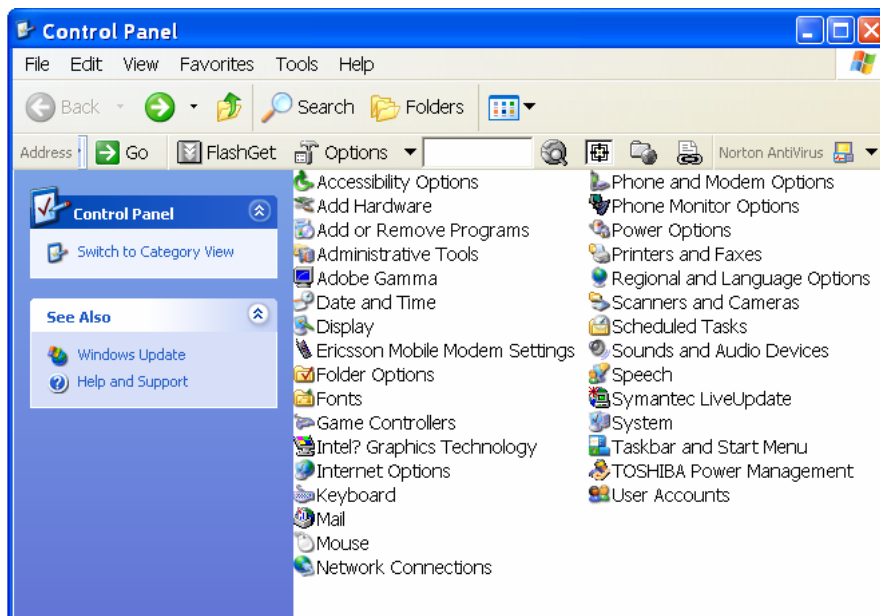 Control Panel
File Edit View Favorites Tools Help
Back Search Folders
Address Go FlashGet Options Norton AntiVirus
Control Panel
Switch to Category View
See Also
Windows Update
Help and Support
Accessibility Options
Add Hardware
Add or Remove Programs
Administrative Tools
Adobe Gamma
Date and Time
Display
Ericsson Mobile Modem Settings
Folder Options
Fonts
Game Controllers
Intel? Graphics Technology
Internet Options
Keyboard
Mail
Mouse
Network Connections
Phone and Modem Options
Phone Monitor Options
Power Options
Printers and Faxes
Regional and Language Options
Scanners and Cameras
Scheduled Tasks
Sounds and Audio Devices
Speech
Symantec LiveUpdate
System
Taskbar and Start Menu
TOSHIBA Power Management
User Accounts